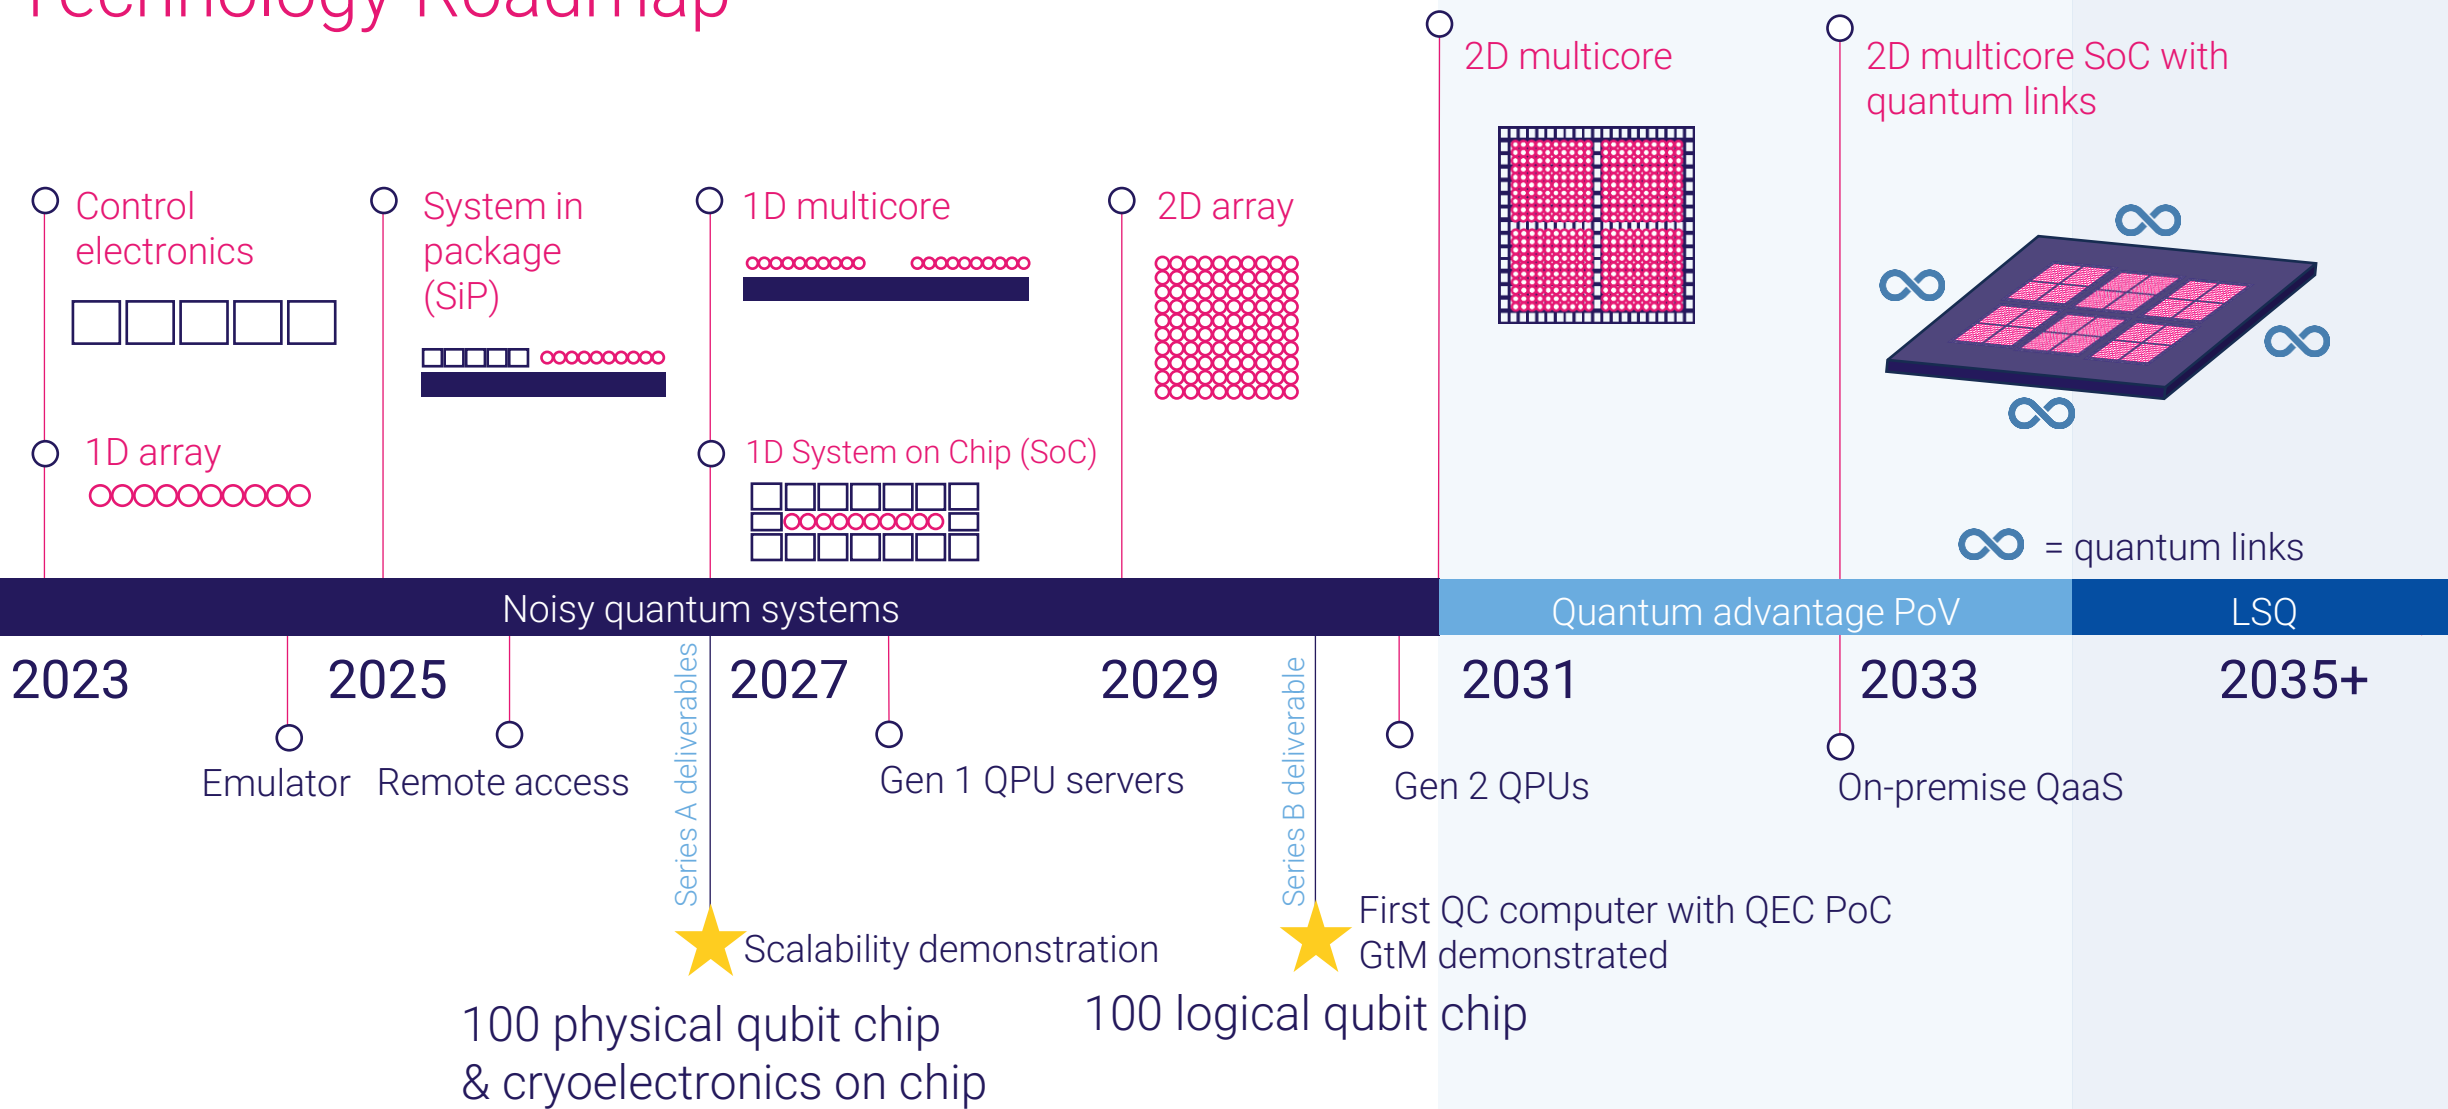 Technology Roadmap
2D multicore
2D multicore SoC with
quantum links
Control
electronics
System in
package
(SiP)
1D multicore
2D array
1D array
1D System on Chip (SoC)
= quantum links
Noisy quantum systems
Quantum advantage PoV
LSQ
2023
2025
2027
2029
2031
2033
2035+
Series A deliverables
Series B deliverable
Emulator
Remote access
Gen 1 QPU servers
Gen 2 QPUs
On-premise QaaS
Scalability demonstration
First QC computer with QEC PoC
GtM demonstrated
100 physical qubit chip
& cryoelectronics on chip
100 logical qubit chip